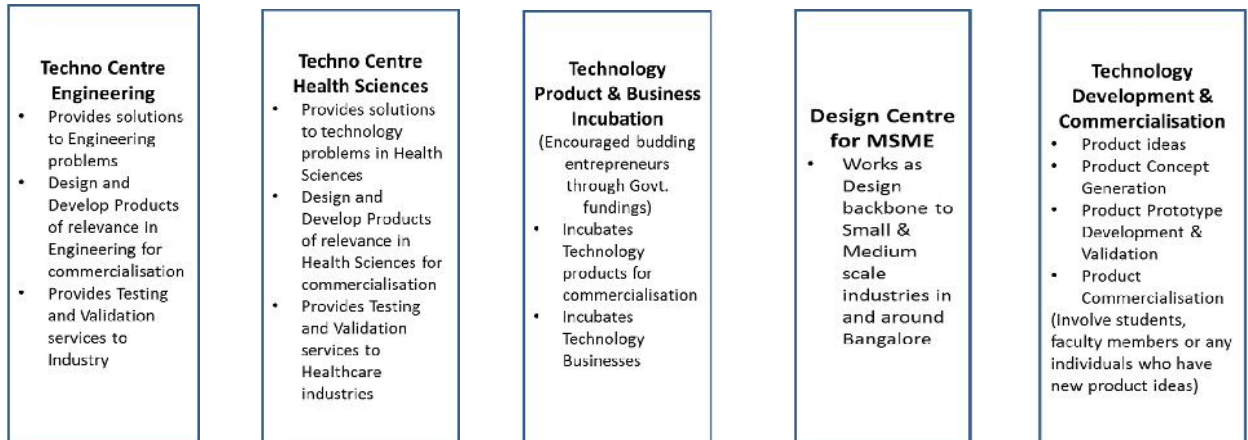 Techno Centre
Engineering
• Provides solutions
to Engineering
problems
• Design and
Develop Products
of relevance In
Engineering for
commercialisation
• Provides Testing
and Validation
services to
Industry
Techno Centre
Health Sciences
• Provides solutions
to technology
problems in Health
Sciences
• Design and
Develop Products
of relevance in
Health Sciences for
commercialisation
• Provides Testing
and Validation
services to
Healthcare
industries
Technology
Product & Business
Incubation
(Encouraged budding
entrepreneurs
through Govt.
fundings)
• Incubates
Technology
products for
commercialisation
• Incubates
Technology
Businesses
Design Centre
for MSME
• Works as
Design
backbone to
Small &
Medium
scale
industries in
and around
Bangalore
Technology
Development &
Commercialisation
• Product ideas
• Product Concept
Generation
• Product Prototype
Development &
Validation
• Product
Commercialisation
(Involve students,
faculty members or any
individuals who have
new product ideas)